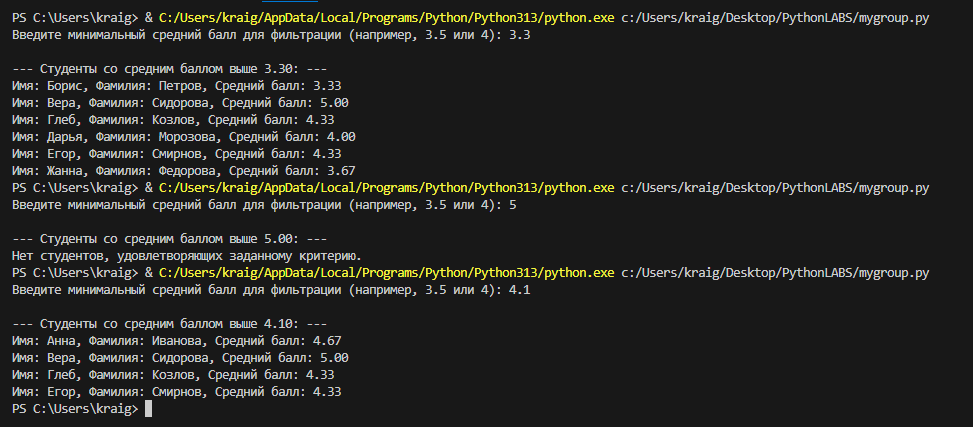 PS C:\Users\kraig> & C:/Users/kraig/AppData/Local/Programs/Python/Python313/python.exe c:/Users/kraig/Desktop/PythonLABS/mygroup.py
Введите минимальный средний балл для фильтрации (например, 3.5 или 4): 3.3
--- Студенты со средним баллом выше 3.30: ---
Имя: Борис, Фамилия: Петров, Средний балл: 3.33
Имя: Вера, Фамилия: Сидорова, Средний балл: 5.00
Имя: Глеб, Фамилия: Козлов, Средний балл: 4.33
Имя: Дарья, Фамилия: Морозова, Средний балл: 4.00
Имя: Егор, Фамилия: Смирнов, Средний балл: 4.33
Имя: Жанна, Фамилия: Федорова, Средний балл: 3.67
PS C:\Users\kraig> & C:/Users/kraig/AppData/Local/Programs/Python/Python313/python.exe c:/Users/kraig/Desktop/PythonLABS/mygroup.py
Введите минимальный средний балл для фильтрации (например, 3.5 или 4): 5
--- Студенты со средним баллом выше 5.00: ---
Нет студентов, удовлетворяющих заданному критерию.
PS C:\Users\kraig> & C:/Users/kraig/AppData/Local/Programs/Python/Python313/python.exe c:/Users/kraig/Desktop/PythonLABS/mygroup.py
Введите минимальный средний балл для фильтрации (например, 3.5 или 4): 4.1
--- Студенты со средним баллом выше 4.10: ---
Имя: Анна, Фамилия: Иванова, Средний балл: 4.67
Имя: Вера, Фамилия: Сидорова, Средний балл: 5.00
Имя: Глеб, Фамилия: Козлов, Средний балл: 4.33
Имя: Егор, Фамилия: Смирнов, Средний балл: 4.33
PS C:\Users\kraig>